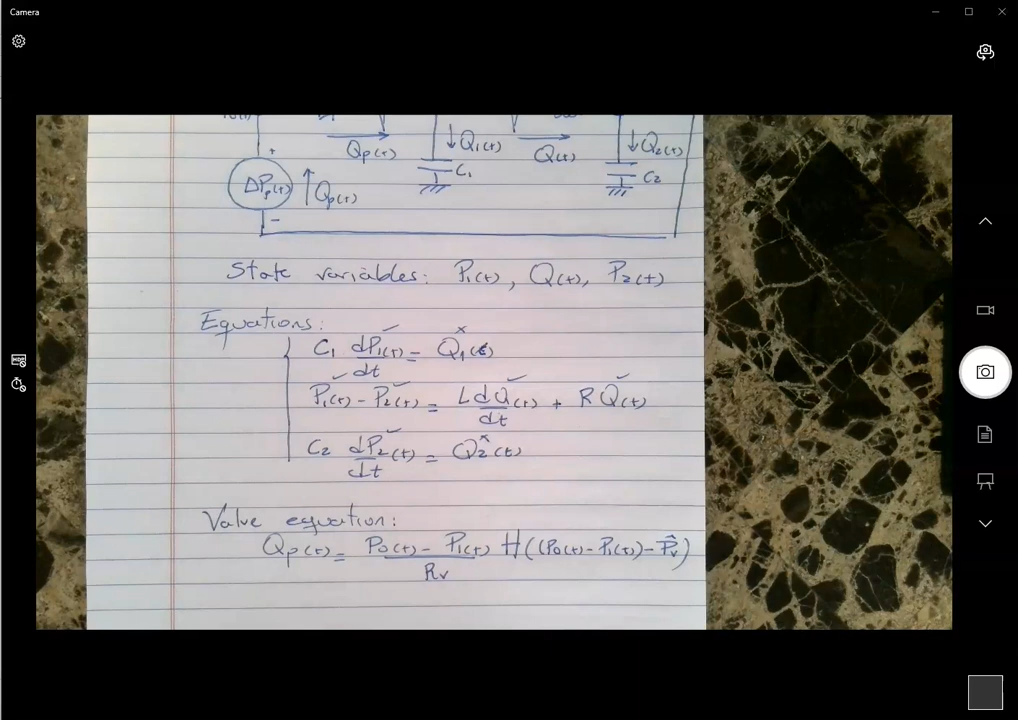 Camera
Qp(t)
↓Q1(t)
Q(t)
↓Q2(t)
+
C1
C2
ΔPp(t)
↑Qp(t)
-
State variables: P1(t), Q(t), P2(t)
Equations:
C1 dP1(t)/dt = Q1(t)
P1(t) - P2(t) = L dQ(t)/dt + R Q(t)
C2 dP2(t)/dt = Q2(t)
Valve equation:
Qp(t) = P0(t) - P1(t)/Rv H((P0(t) - P1(t)) - P̂v)